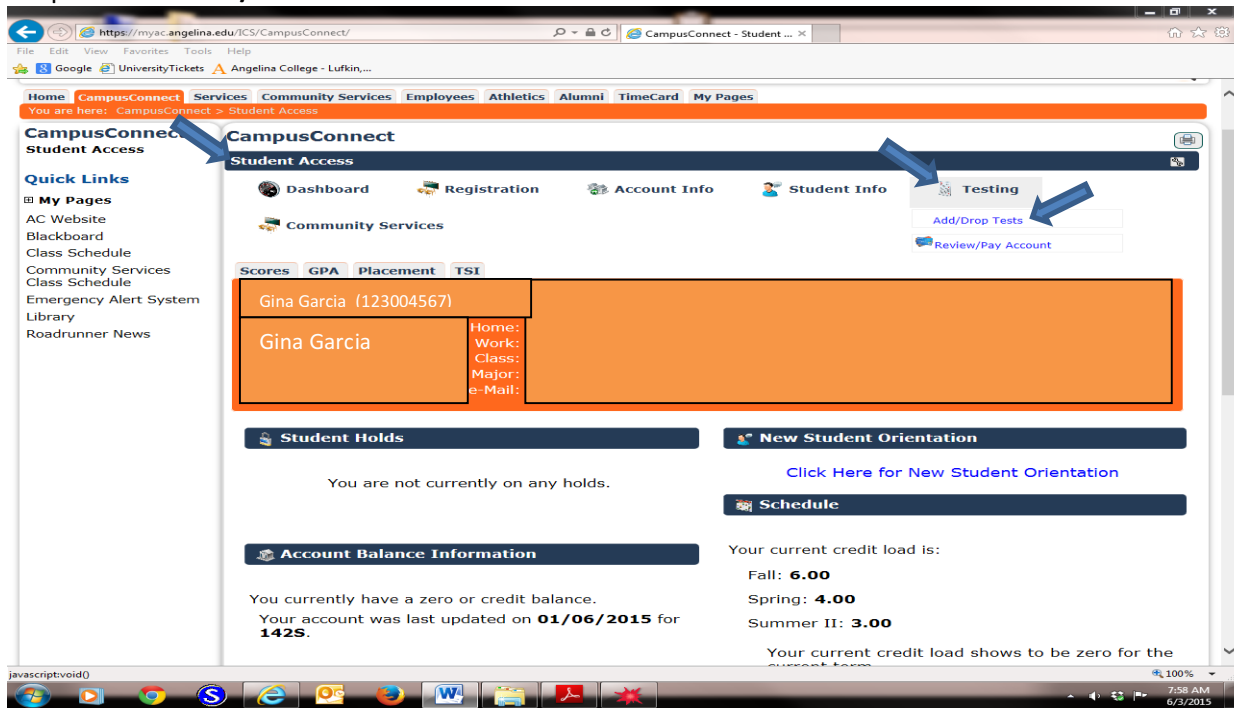 https://myac.angelina.edu/ICS/CampusConnect/
CampusConnect - Student ...
File Edit View Favorites Tools Help
Google UniversityTickets Angelina College - Lufkin,...
Home CampusConnect Services Community Services Employees Athletics Alumni TimeCard My Pages
You are here: CampusConnect > Student Access
CampusConnect
Student Access
Quick Links
My Pages
AC Website
Blackboard
Class Schedule
Community Services
Class Schedule
Emergency Alert System
Library
Roadrunner News
CampusConnect
Student Access
Dashboard Registration Account Info Student Info Testing
Community Services
Add/Drop Tests
Review/Pay Account
Scores GPA Placement TSI
Gina Garcia (123004567)
Gina Garcia
Home:
Work:
Class:
Major:
e-Mail:
Student Holds
You are not currently on any holds.
Account Balance Information
You currently have a zero or credit balance.
Your account was last updated on 01/06/2015 for
142S.
New Student Orientation
Click Here for New Student Orientation
Schedule
Your current credit load is:
Fall: 6.00
Spring: 4.00
Summer II: 3.00
Your current credit load shows to be zero for the
javascript:void()
100%
7:58 AM
6/3/2015